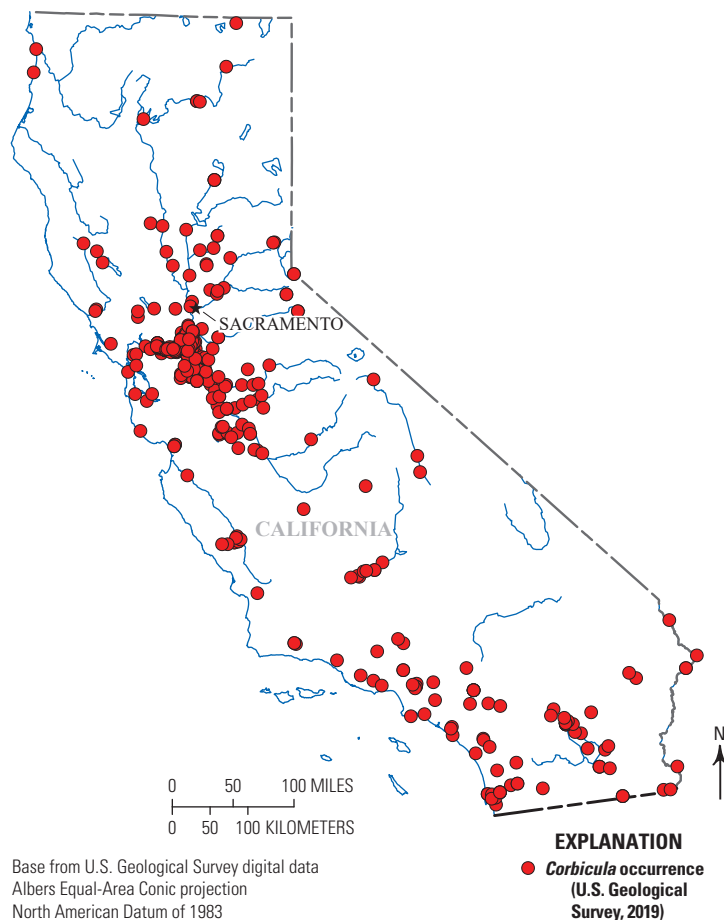 SACRAMENTO
CALIFORNIA
N
0 50 100 MILES
0 50 100 KILOMETERS
EXPLANATION
Corbicula occurrence
(U.S. Geological
Survey, 2019)
Base from U.S. Geological Survey digital data
Albers Equal-Area Conic projection
North American Datum of 1983